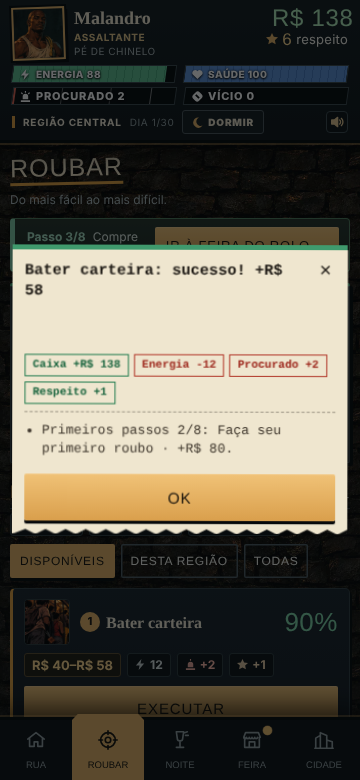 Malandro
R$ 138
ASSALTANTE
6 respeito
PÉ DE CHINELO
ENERGIA 88
SAÚDE 100
PROCURADO 2
VÍCIO 0
REGIÃO CENTRAL DIA 1/30 DORMIR
ROUBAR
Do mais fácil ao mais difícil.
Passo 3/8 Compre
IR À FEIRA DO ROLO
Bater carteira: sucesso! +R$
58
×
Caixa +R$ 138 Energia -12 Procurado +2
Respeito +1
▪ Primeiros passos 2/8: Faça seu
primeiro roubo · +R$ 80.
OK
DISPONÍVEIS DESTA REGIÃO TODAS
1 Bater carteira 90%
R$ 40–R$ 58 12 +2 +1
EXECUTAR
RUA ROUBAR NOITE FEIRA CIDADE